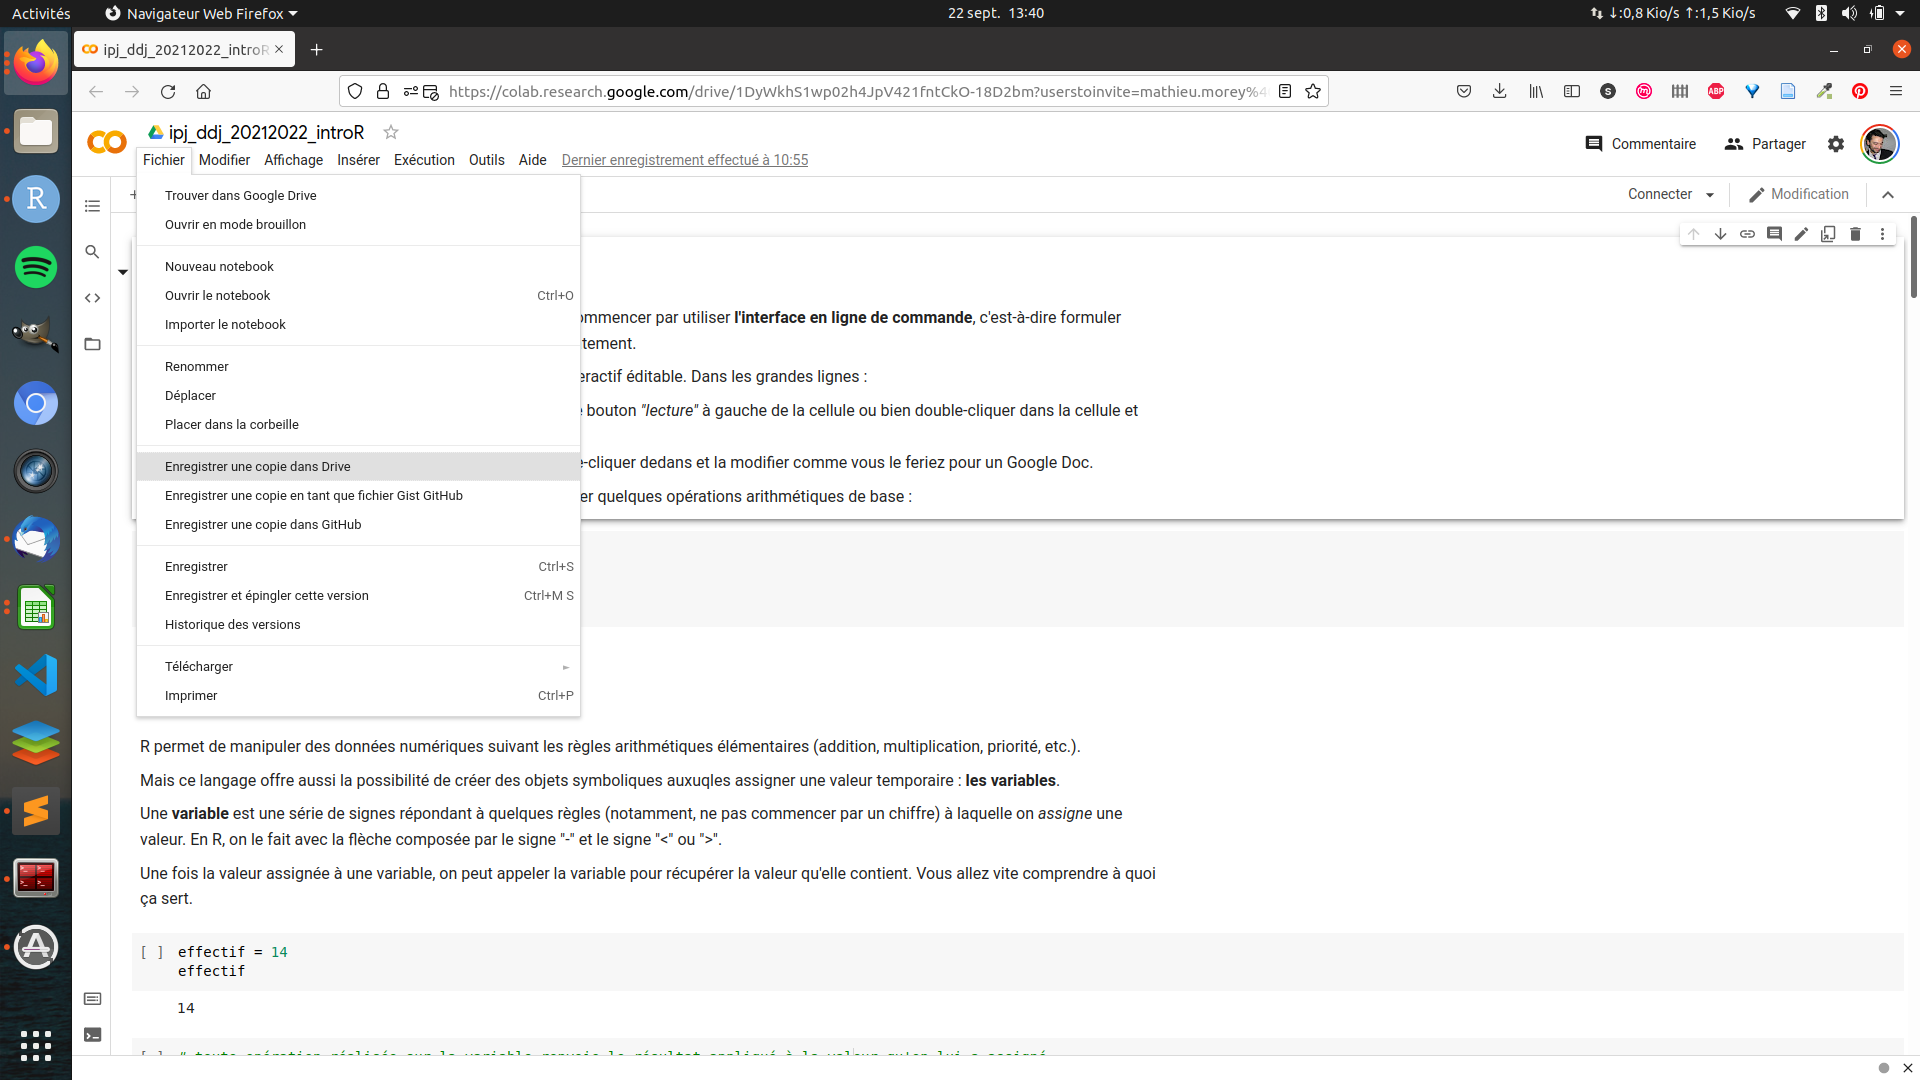 Activités
Navigateur Web Firefox
22 sept. 13:40
↓:0,8 Kio/s ↑:1,5 Kio/s
ipj_ddj_20212022_introR
https://colab.research.google.com/drive/1DyWkhS1wp02h4JpV421fntCkO-18D2bm?userstoinvite=mathieu.morey%4
ipj_ddj_20212022_introR
Commentaire
Partager
Fichier Modifier Affichage Insérer Exécution Outils Aide Dernier enregistrement effectué à 10:55
Connecter
Modification
Trouver dans Google Drive
Ouvrir en mode brouillon
Nouveau notebook
Ouvrir le notebook Ctrl+O
Importer le notebook
Renommer
Déplacer
Placer dans la corbeille
Enregistrer une copie dans Drive
Enregistrer une copie en tant que fichier Gist GitHub
Enregistrer une copie dans GitHub
Enregistrer Ctrl+S
Enregistrer et épingler cette version Ctrl+M S
Historique des versions
Télécharger
Imprimer Ctrl+P
ommencer par utiliser l'interface en ligne de commande, c'est-à-dire formuler
tement.
eractif éditable. Dans les grandes lignes :
bouton "lecture" à gauche de la cellule ou bien double-cliquer dans la cellule et
-cliquer dedans et la modifier comme vous le feriez pour un Google Doc.
er quelques opérations arithmétiques de base :
R permet de manipuler des données numériques suivant les règles arithmétiques élémentaires (addition, multiplication, priorité, etc.).
Mais ce langage offre aussi la possibilité de créer des objets symboliques auxuqles assigner une valeur temporaire : les variables.
Une variable est une série de signes répondant à quelques règles (notamment, ne pas commencer par un chiffre) à laquelle on assigne une
valeur. En R, on le fait avec la flèche composée par le signe "-" et le signe "<" ou ">".
Une fois la valeur assignée à une variable, on peut appeler la variable pour récupérer la valeur qu'elle contient. Vous allez vite comprendre à quoi
ça sert.
[ ] effectif = 14
effectif
14